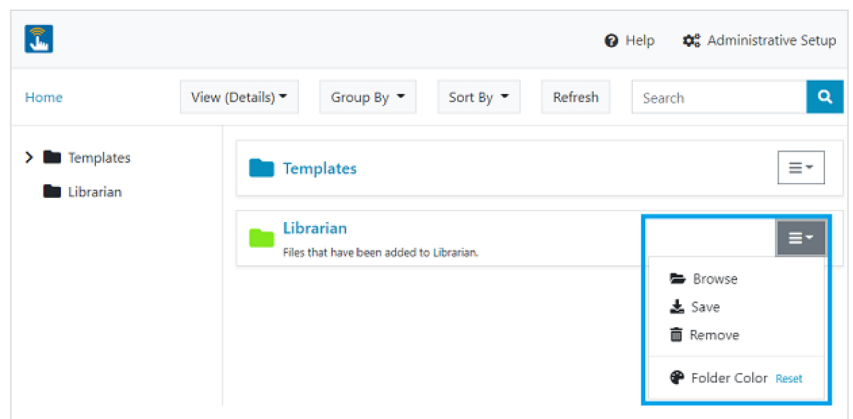 Help Administrative Setup
Home View (Details) Group By Sort By Refresh Search
Templates
Librarian
Templates
Librarian
Files that have been added to Librarian.
Browse
Save
Remove
Folder Color Reset